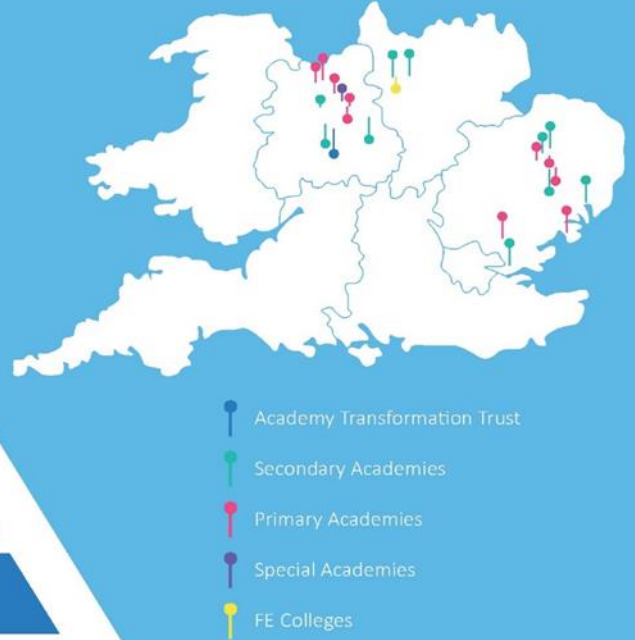 Academy Transformation Trust
Secondary Academies
Primary Academies
Special Academies
FE Colleges